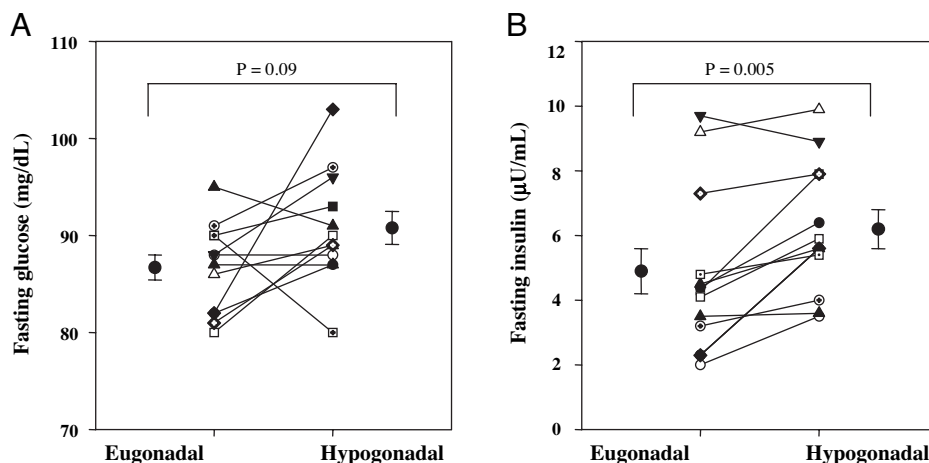 A
110
100
90
80
70
Fasting glucose (mg/dL)
P = 0.09
Eugonadal
Hypogonadal
B
12
10
8
6
4
2
0
Fasting insulin (μU/mL)
P = 0.005
Eugonadal
Hypogonadal